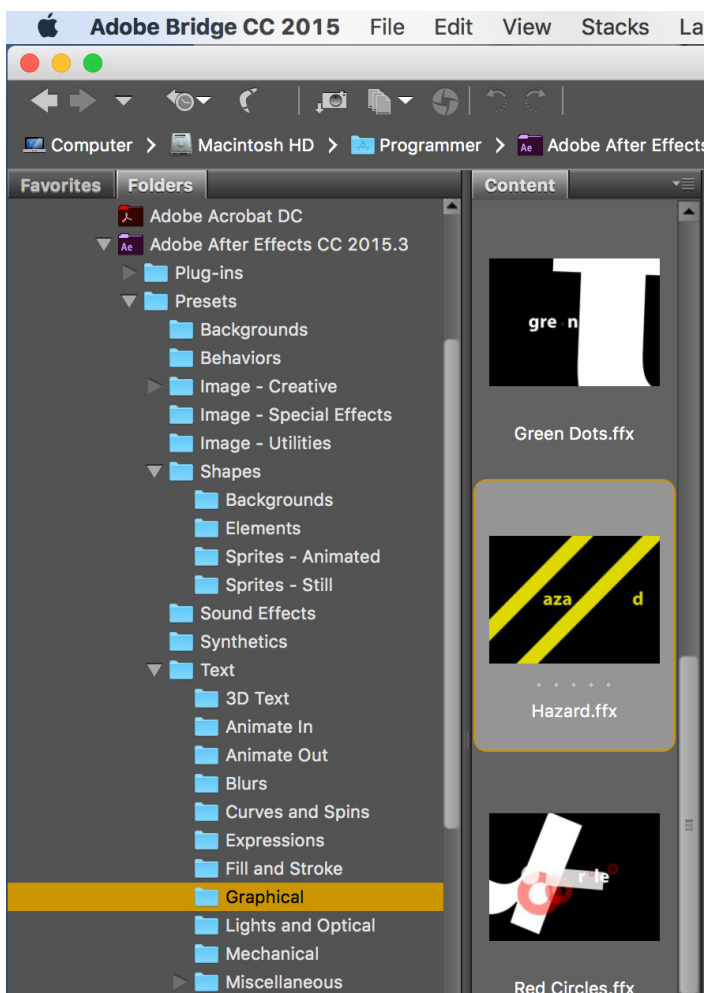 Adobe Bridge CC 2015 File Edit View Stacks La
Computer > Macintosh HD > Programmer > Ae Adobe After Effects
Favorites Folders
Adobe Acrobat DC
Ae Adobe After Effects CC 2015.3
Plug-ins
Presets
Backgrounds
Behaviors
Image - Creative
Image - Special Effects
Image - Utilities
Shapes
Backgrounds
Elements
Sprites - Animated
Sprites - Still
Sound Effects
Synthetics
Text
3D Text
Animate In
Animate Out
Blurs
Curves and Spins
Expressions
Fill and Stroke
Graphical
Lights and Optical
Mechanical
Miscellaneous
Content
gre n
Green Dots.ffx
aza d
Hazard.ffx
r le
Red Circles.ffx